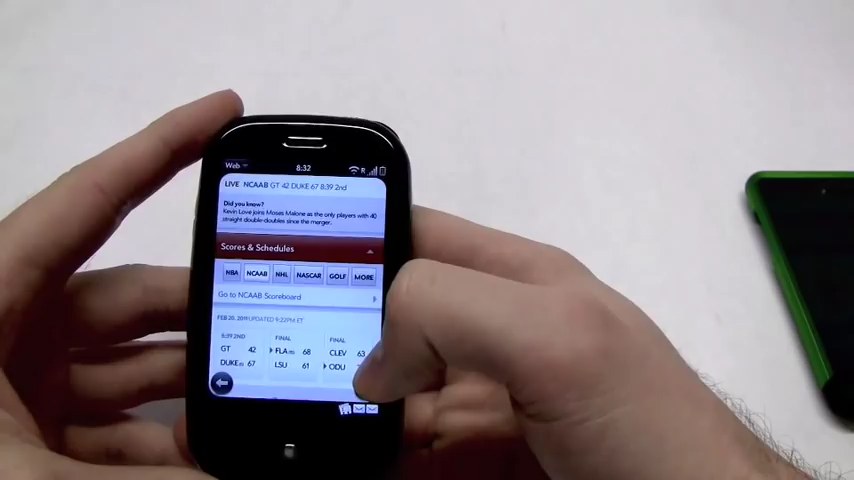 Web 8:32 R
LIVE NCAAB GT 42 DUKE 67 8:39 2nd
Did you know?
Kevin Love joins Moses Malone as the only players with 40
straight double-doubles since the merger.
Scores & Schedules
NBA NCAAB NHL NASCAR GOLF MORE
Go to NCAAB Scoreboard
FEB 20, UPDATED 9:22PM ET
8:39 2ND FINAL FINAL
GT 42 FLA 68 CLEV 63
DUKE 67 LSU 61 ODU